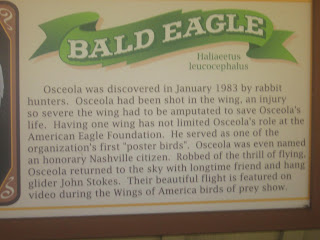 BALD EAGLE
Haliaeetus
leucocephalus
Osceola was discovered in January 1983 by rabbit
hunters. Osceola had been shot in the wing, an injury
so severe the wing had to be amputated to save Osceola's
life. Having one wing has not limited Osceola's role at the
American Eagle Foundation. He served as one of the
organization's first "poster birds". Osceola was even named
an honorary Nashville citizen. Robbed of the thrill of flying,
Osceola returned to the sky with longtime friend and hang
glider John Stokes. Their beautiful flight is featured on
video during the Wings of America birds of prey show.